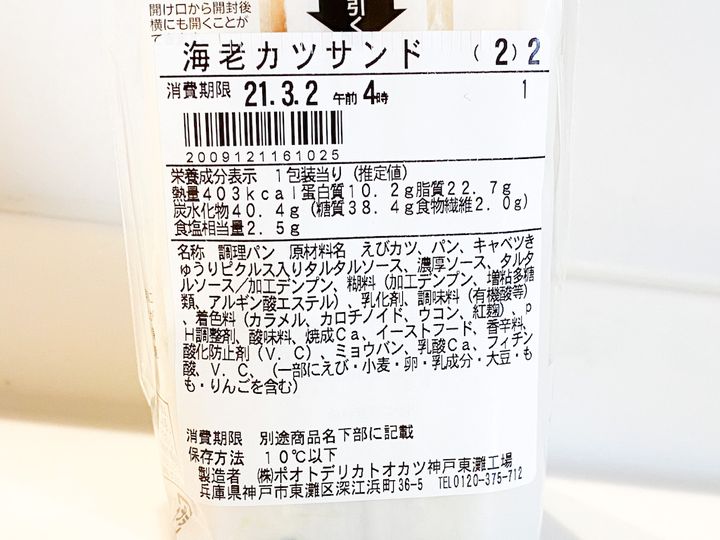 開け口から開封後
横にも開くことが
引く
海老カツサンド (2)2
消費期限 21.3.2 午前 4時 1
2009121161025
栄養成分表示 1包装当り(推定値)
熱量403kcal蛋白質10.2g脂質22.7g
炭水化物40.4g(糖質38.4g食物繊維2.0g)
食塩相当量2.5g
名称 調理パン 原材料名 えびカツ、パン、キャベツき
ゅうりピクルス入りタルタルソース、濃厚ソース、タルタ
ルソース/加工デンプン、糊料(加工デンプン、増粘多糖
類、アルギン酸エステル)、乳化剤、調味料(有機酸等)
、着色料(カラメル、カロチノイド、ウコン、紅麹)、p
H調整剤、酸味料、焼成Ca、イーストフード、香辛料、
酸化防止剤(V.C)、ミョウバン、乳酸Ca、フィチン
酸、V.C、(一部にえび・小麦・卵・乳成分・大豆・も
も・りんごを含む)
消費期限 別途商品名下部に記載
保存方法 10℃以下
製造者 ㈱ポオトデリカトオカツ神戸東灘工場
兵庫県神戸市東灘区深江浜町36-5 TEL0120-375-712